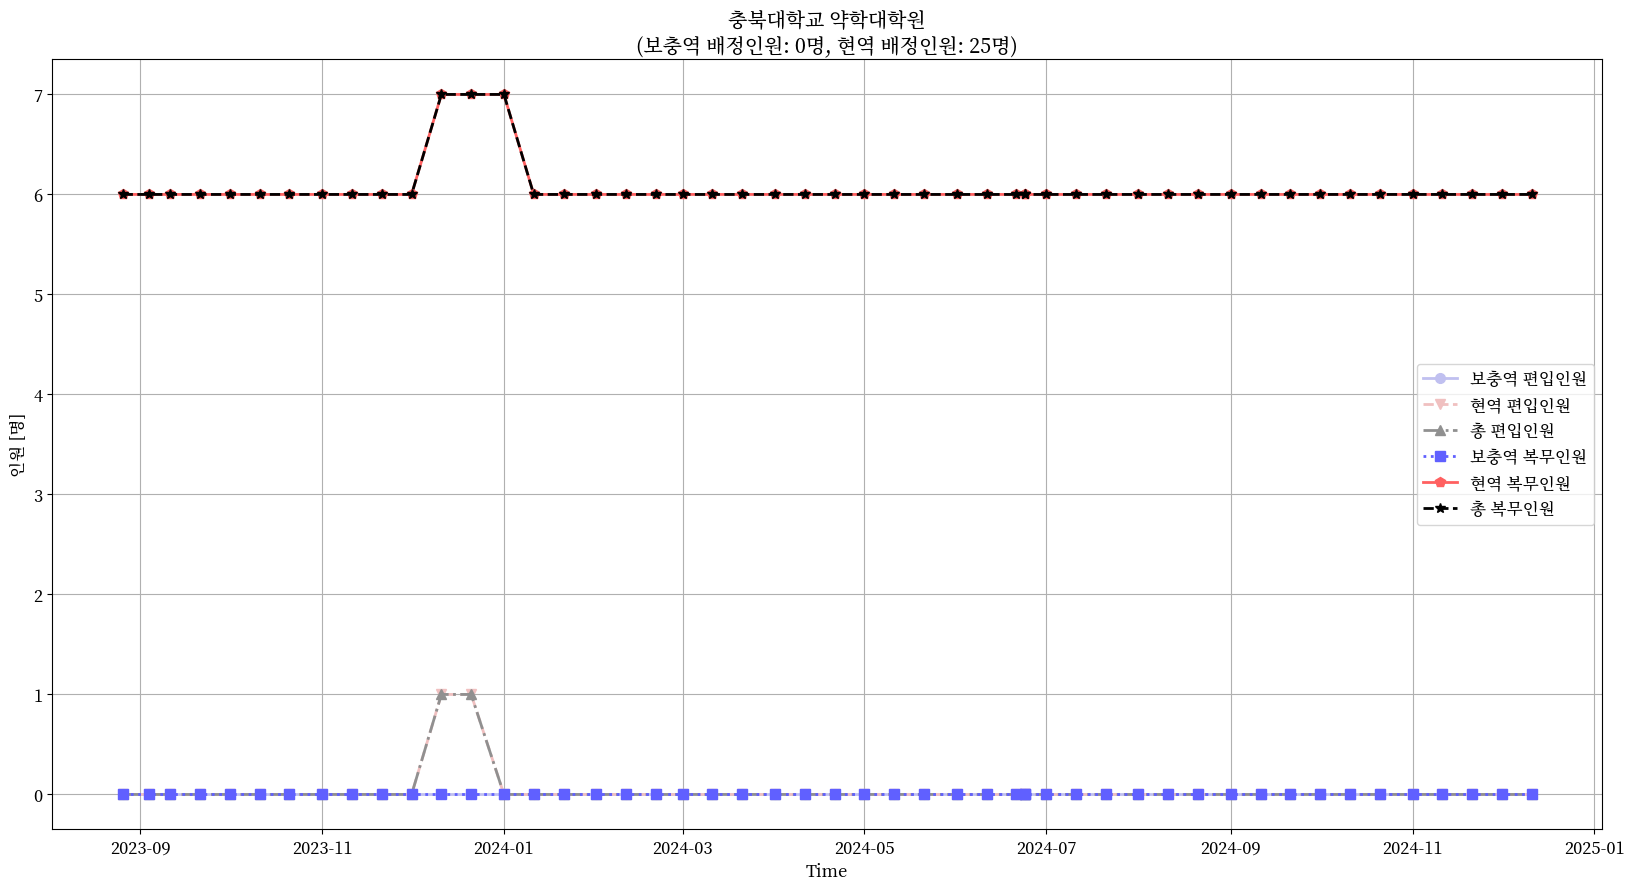 충북대학교 약학대학원
(보충역 배정인원: 0명, 현역 배정인원: 25명)
7
6
5
4
3
2
1
0
인원 [명]
보충역 편입인원
현역 편입인원
총 편입인원
보충역 복무인원
현역 복무인원
총 복무인원
2023-09
2023-11
2024-01
2024-03
2024-05
2024-07
2024-09
2024-11
2025-01
Time